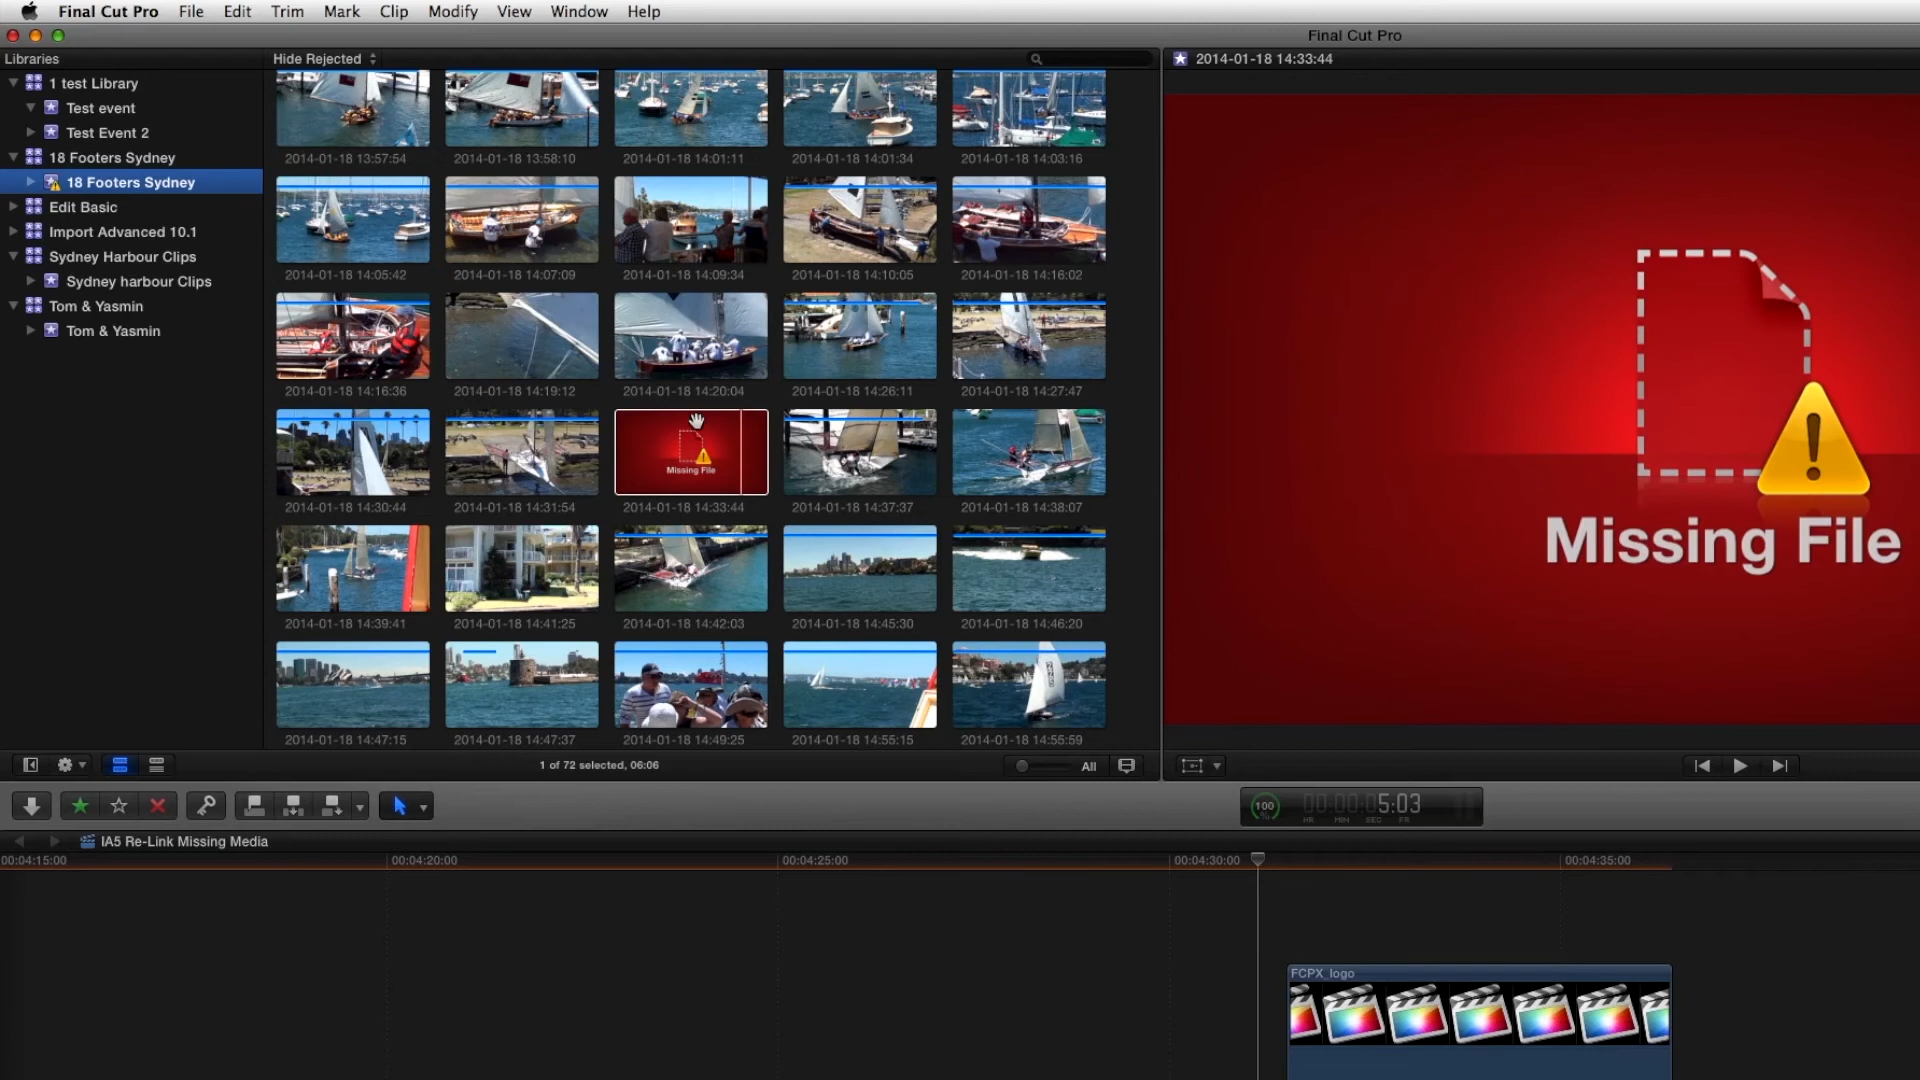 Final Cut Pro File Edit Trim Mark Clip Modify View Window Help
Final Cut Pro
Libraries
Hide Rejected
2014-01-18 14:33:44
1 test Library
Test event
Test Event 2
18 Footers Sydney
18 Footers Sydney
Edit Basic
Import Advanced 10.1
Sydney Harbour Clips
Sydney harbour Clips
Tom & Yasmin
Tom & Yasmin
2014-01-18 13:57:54 2014-01-18 13:58:10 2014-01-18 14:01:11 2014-01-18 14:01:34 2014-01-18 14:03:16
2014-01-18 14:05:42 2014-01-18 14:07:09 2014-01-18 14:09:34 2014-01-18 14:10:05 2014-01-18 14:16:02
2014-01-18 14:16:36 2014-01-18 14:19:12 2014-01-18 14:20:04 2014-01-18 14:26:11 2014-01-18 14:27:47
Missing File
2014-01-18 14:30:44 2014-01-18 14:31:54 2014-01-18 14:33:44 2014-01-18 14:37:37 2014-01-18 14:38:07
2014-01-18 14:39:41 2014-01-18 14:41:25 2014-01-18 14:42:03 2014-01-18 14:45:30 2014-01-18 14:46:20
2014-01-18 14:47:15 2014-01-18 14:47:37 2014-01-18 14:49:25 2014-01-18 14:55:15 2014-01-18 14:55:59
Missing File
1 of 72 selected, 06:06
All
100 00:00:05:03
% HR MIN SEC FR
IA5 Re-Link Missing Media
00:04:15:00 00:04:20:00 00:04:25:00 00:04:30:00 00:04:35:00
FCPX_logo